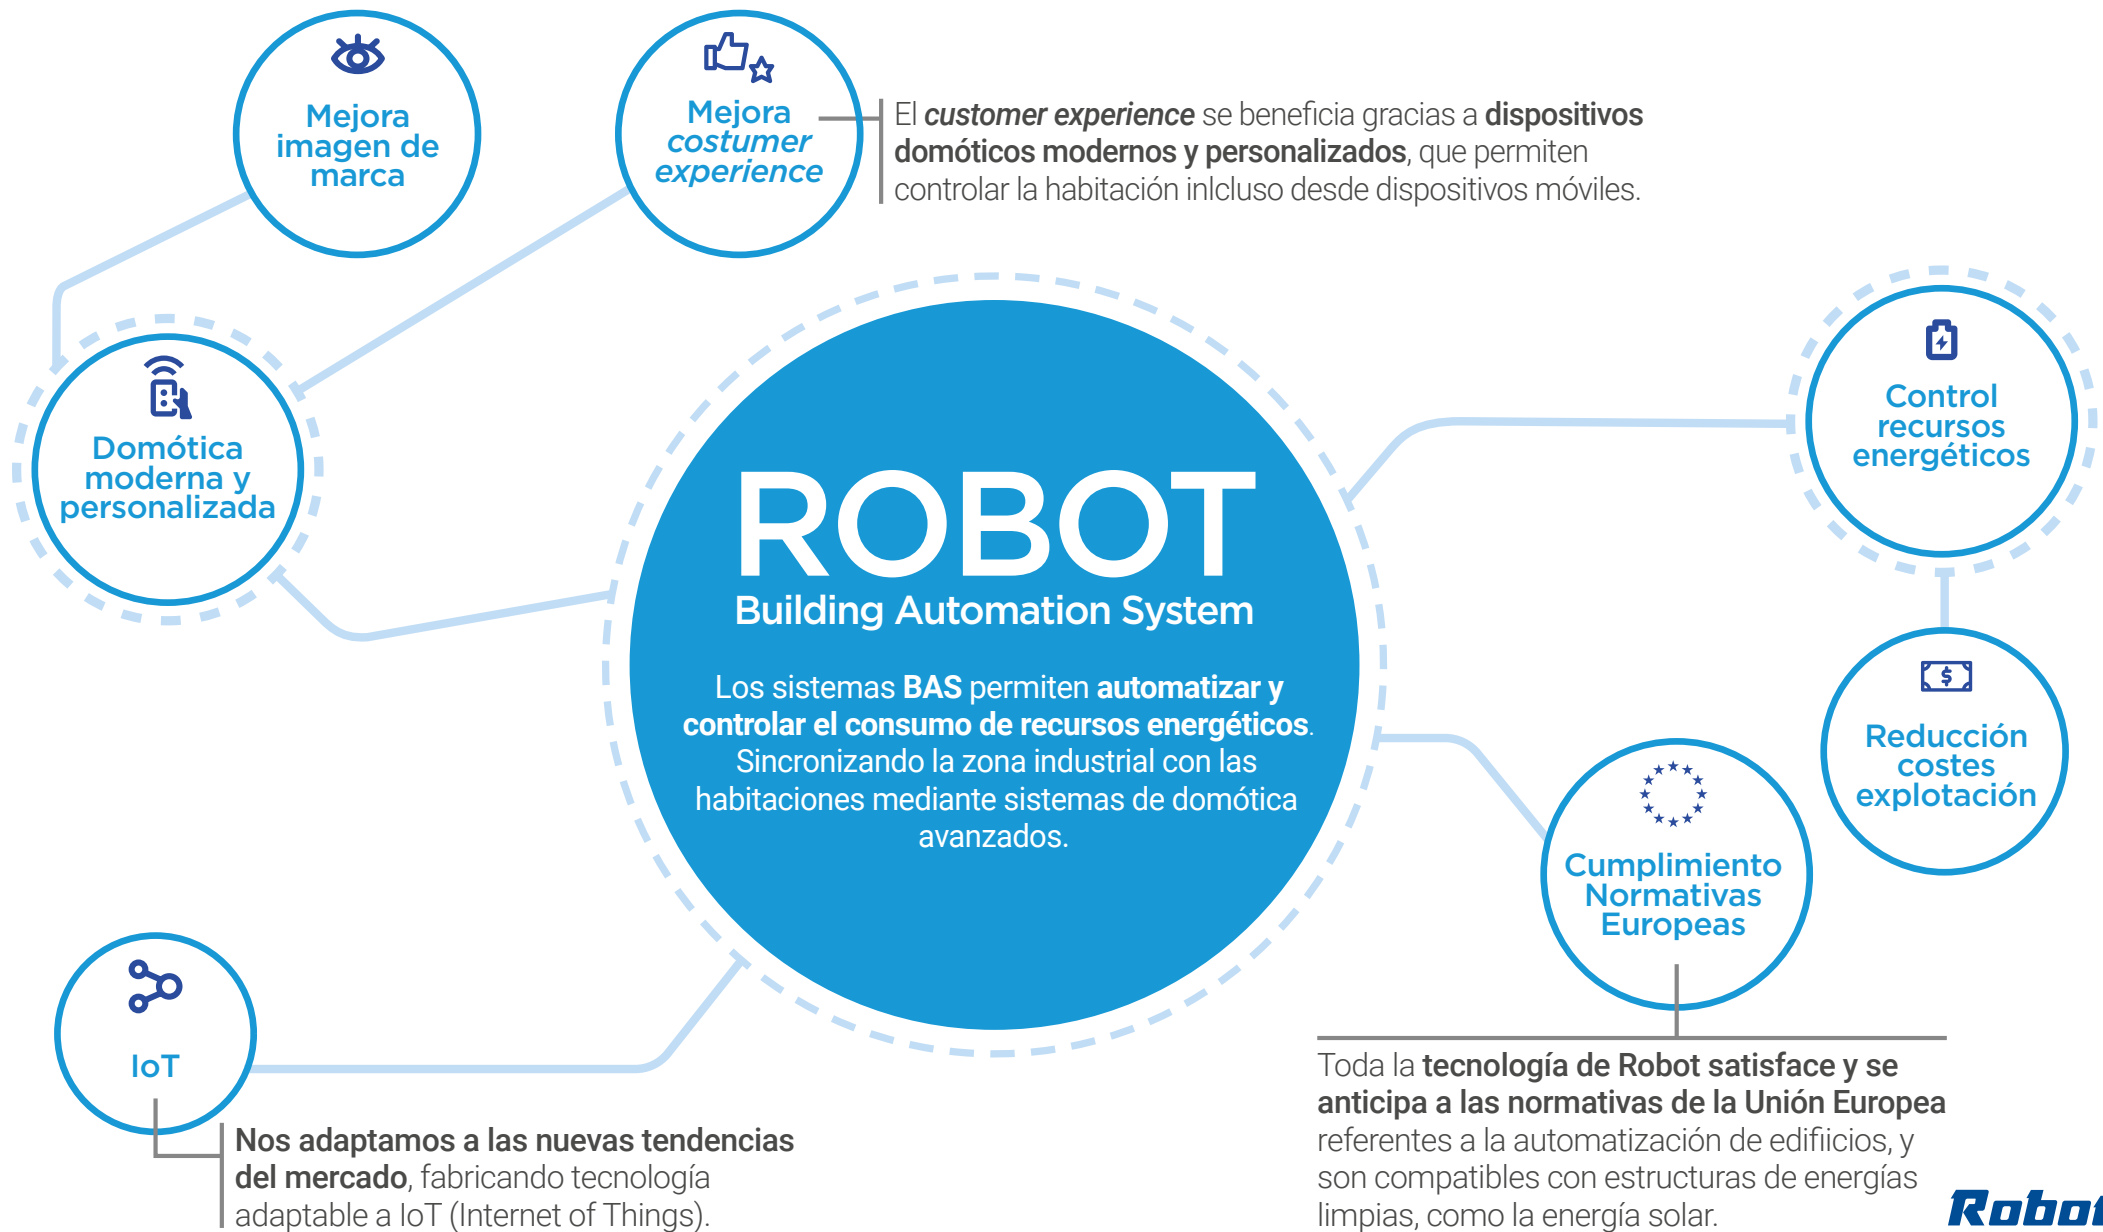 Mejora
imagen de
marca
Mejora
costumer
experience
El customer experience se beneficia gracias a dispositivos
domóticos modernos y personalizados, que permiten
controlar la habitación inlcluso desde dispositivos móviles.
Domótica
moderna y
personalizada
Control
recursos
energéticos
ROBOT
Building Automation System
Los sistemas BAS permiten automatizar y
controlar el consumo de recursos energéticos.
Sincronizando la zona industrial con las
habitaciones mediante sistemas de domótica
avanzados.
$
Reducción
costes
explotación
Cumplimiento
Normativas
Europeas
IoT
Nos adaptamos a las nuevas tendencias
del mercado, fabricando tecnología
adaptable a IoT (Internet of Things).
Toda la tecnología de Robot satisface y se
anticipa a las normativas de la Unión Europea
referentes a la automatización de edifiicios, y
son compatibles con estructuras de energías
limpias, como la energía solar.
Robot